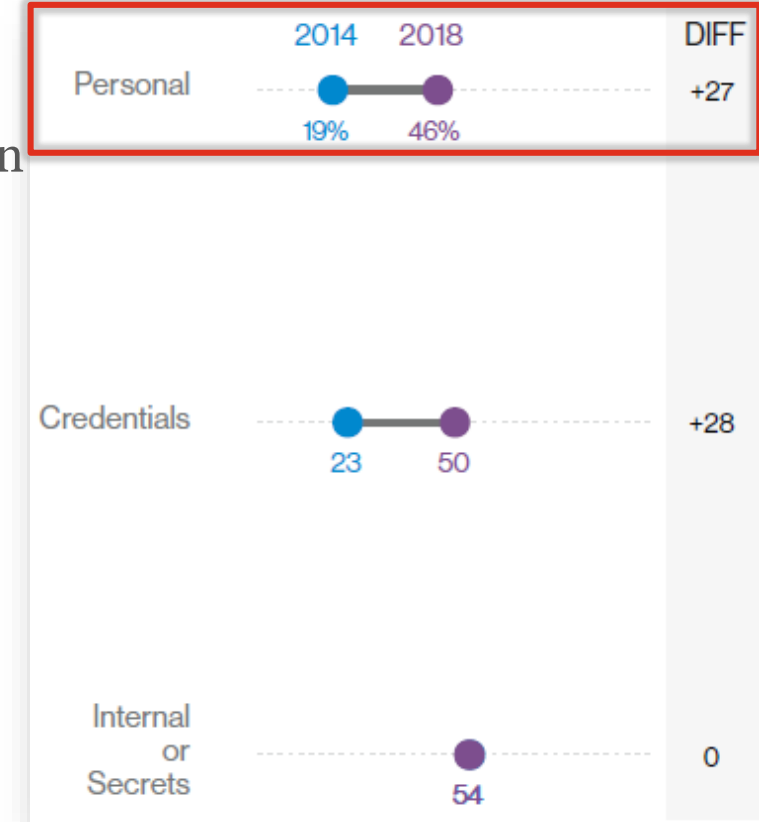 2014 2018 DIFF
Personal +27
19% 46%
n
Credentials +28
23 50
Internal
or 0
Secrets
54